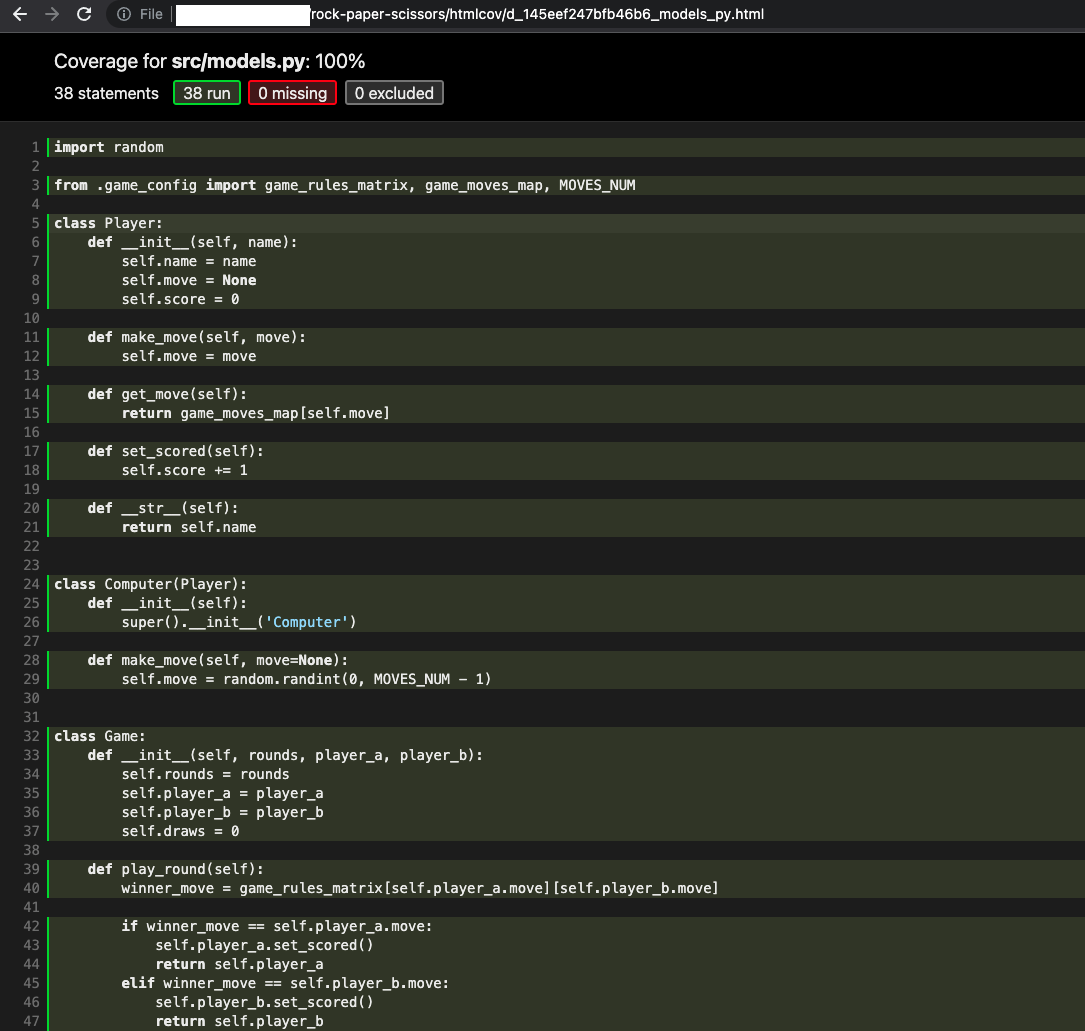 File | /rock-paper-scissors/htmlcov/d_145eef247bfb46b6_models_py.html
Coverage for src/models.py: 100%
38 statements 38 run 0 missing 0 excluded
1 import random
2
3 from .game_config import game_rules_matrix, game_moves_map, MOVES_NUM
4
5 class Player:
6     def __init__(self, name):
7         self.name = name
8         self.move = None
9         self.score = 0
10
11     def make_move(self, move):
12         self.move = move
13
14     def get_move(self):
15         return game_moves_map[self.move]
16
17     def set_scored(self):
18         self.score += 1
19
20     def __str__(self):
21         return self.name
22
23
24 class Computer(Player):
25     def __init__(self):
26         super().__init__('Computer')
27
28     def make_move(self, move=None):
29         self.move = random.randint(0, MOVES_NUM - 1)
30
31
32 class Game:
33     def __init__(self, rounds, player_a, player_b):
34         self.rounds = rounds
35         self.player_a = player_a
36         self.player_b = player_b
37         self.draws = 0
38
39     def play_round(self):
40         winner_move = game_rules_matrix[self.player_a.move][self.player_b.move]
41
42         if winner_move == self.player_a.move:
43             self.player_a.set_scored()
44             return self.player_a
45         elif winner_move == self.player_b.move:
46             self.player_b.set_scored()
47             return self.player_b